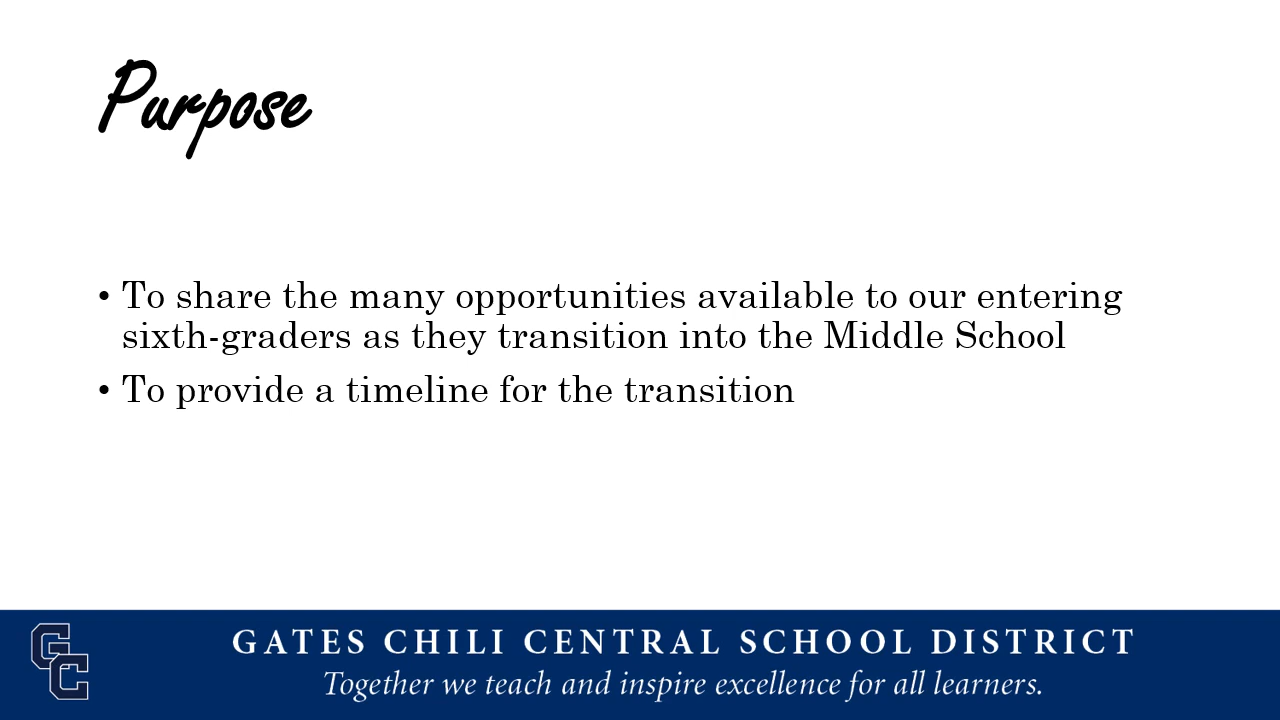 Purpose
• To share the many opportunities available to our entering
sixth-graders as they transition into the Middle School
• To provide a timeline for the transition
GC
GATES CHILI CENTRAL SCHOOL DISTRICT
Together we teach and inspire excellence for all learners.